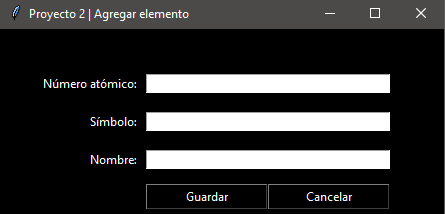 Proyecto 2 | Agregar elemento
Número atómico:
Símbolo:
Nombre:
Guardar Cancelar